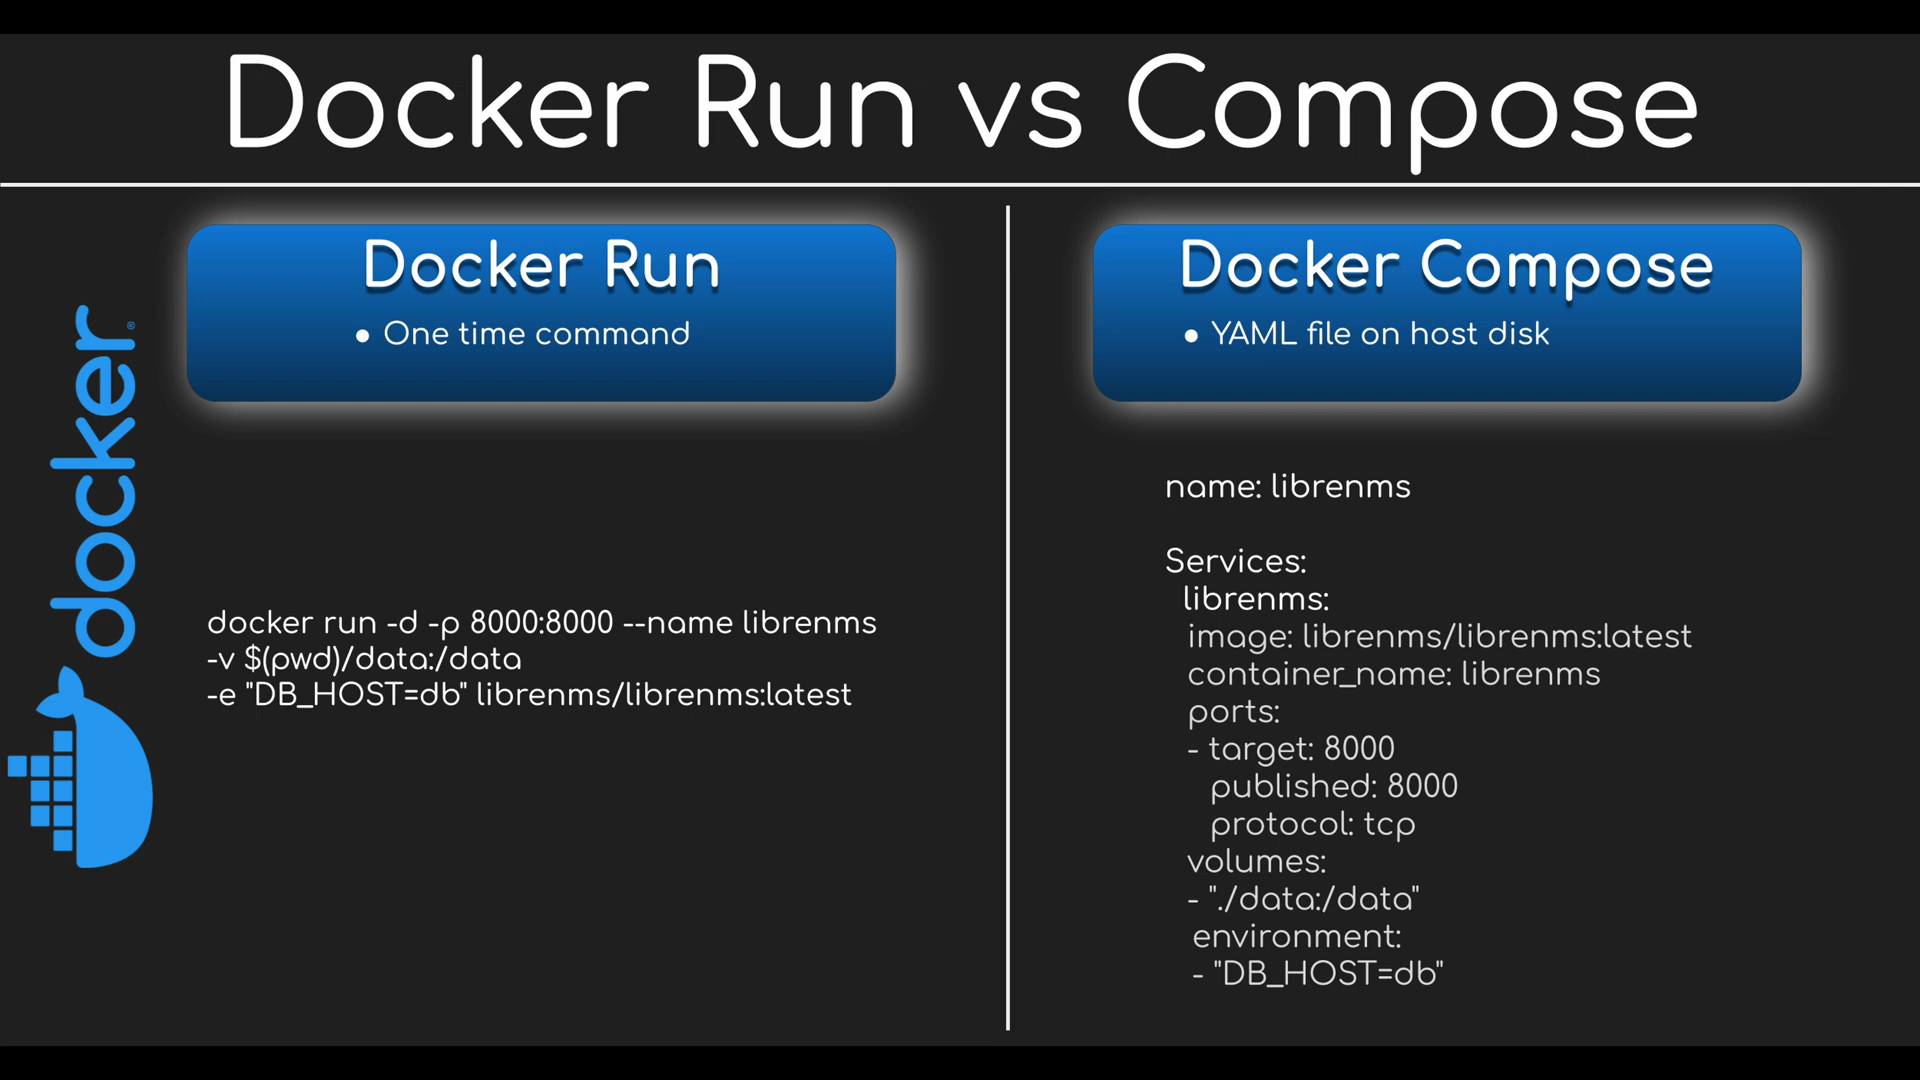 Docker Run vs Compose
docker
Docker Run
• One time command
docker run -d -p 8000:8000 --name librenms
-v $(pwd)/data:/data
-e "DB_HOST=db" librenms/librenms:latest
Docker Compose
• YAML file on host disk
name: librenms
Services:
librenms:
image: librenms/librenms:latest
container_name: librenms
ports:
- target: 8000
published: 8000
protocol: tcp
volumes:
- "./data:/data"
environment:
- "DB_HOST=db"